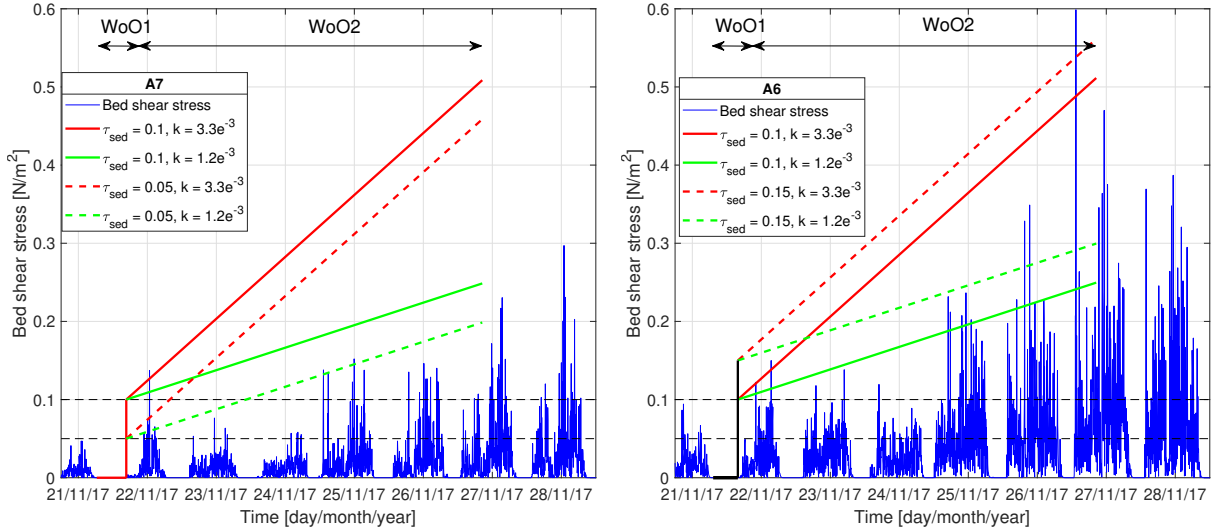 WoO1
WoO2
0.6
0.5
0.4
0.3
0.2
0.1
0
Bed shear stress [N/m²]
A7
Bed shear stress
τsed = 0.1, k = 3.3e⁻³
τsed = 0.1, k = 1.2e⁻³
τsed = 0.05, k = 3.3e⁻³
τsed = 0.05, k = 1.2e⁻³
21/11/17 22/11/17 23/11/17 24/11/17 25/11/17 26/11/17 27/11/17 28/11/17
Time [day/month/year]
WoO1
WoO2
0.6
0.5
0.4
0.3
0.2
0.1
0
Bed shear stress [N/m²]
A6
Bed shear stress
τsed = 0.1, k = 3.3e⁻³
τsed = 0.1, k = 1.2e⁻³
τsed = 0.15, k = 3.3e⁻³
τsed = 0.15, k = 1.2e⁻³
21/11/17 22/11/17 23/11/17 24/11/17 25/11/17 26/11/17 27/11/17 28/11/17
Time [day/month/year]